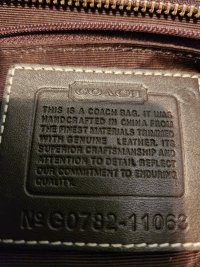 COACH
THIS IS A COACH BAG. IT WAS
HANDCRAFTED IN CHINA FROM
THE FINEST MATERIALS TRIMMED
WITH GENUINE LEATHER. ITS
SUPERIOR CRAFTSMANSHIP AND
ATTENTION TO DETAIL REFLECT
OUR COMMITMENT TO ENDURING
QUALITY.
Nº G0782-11063